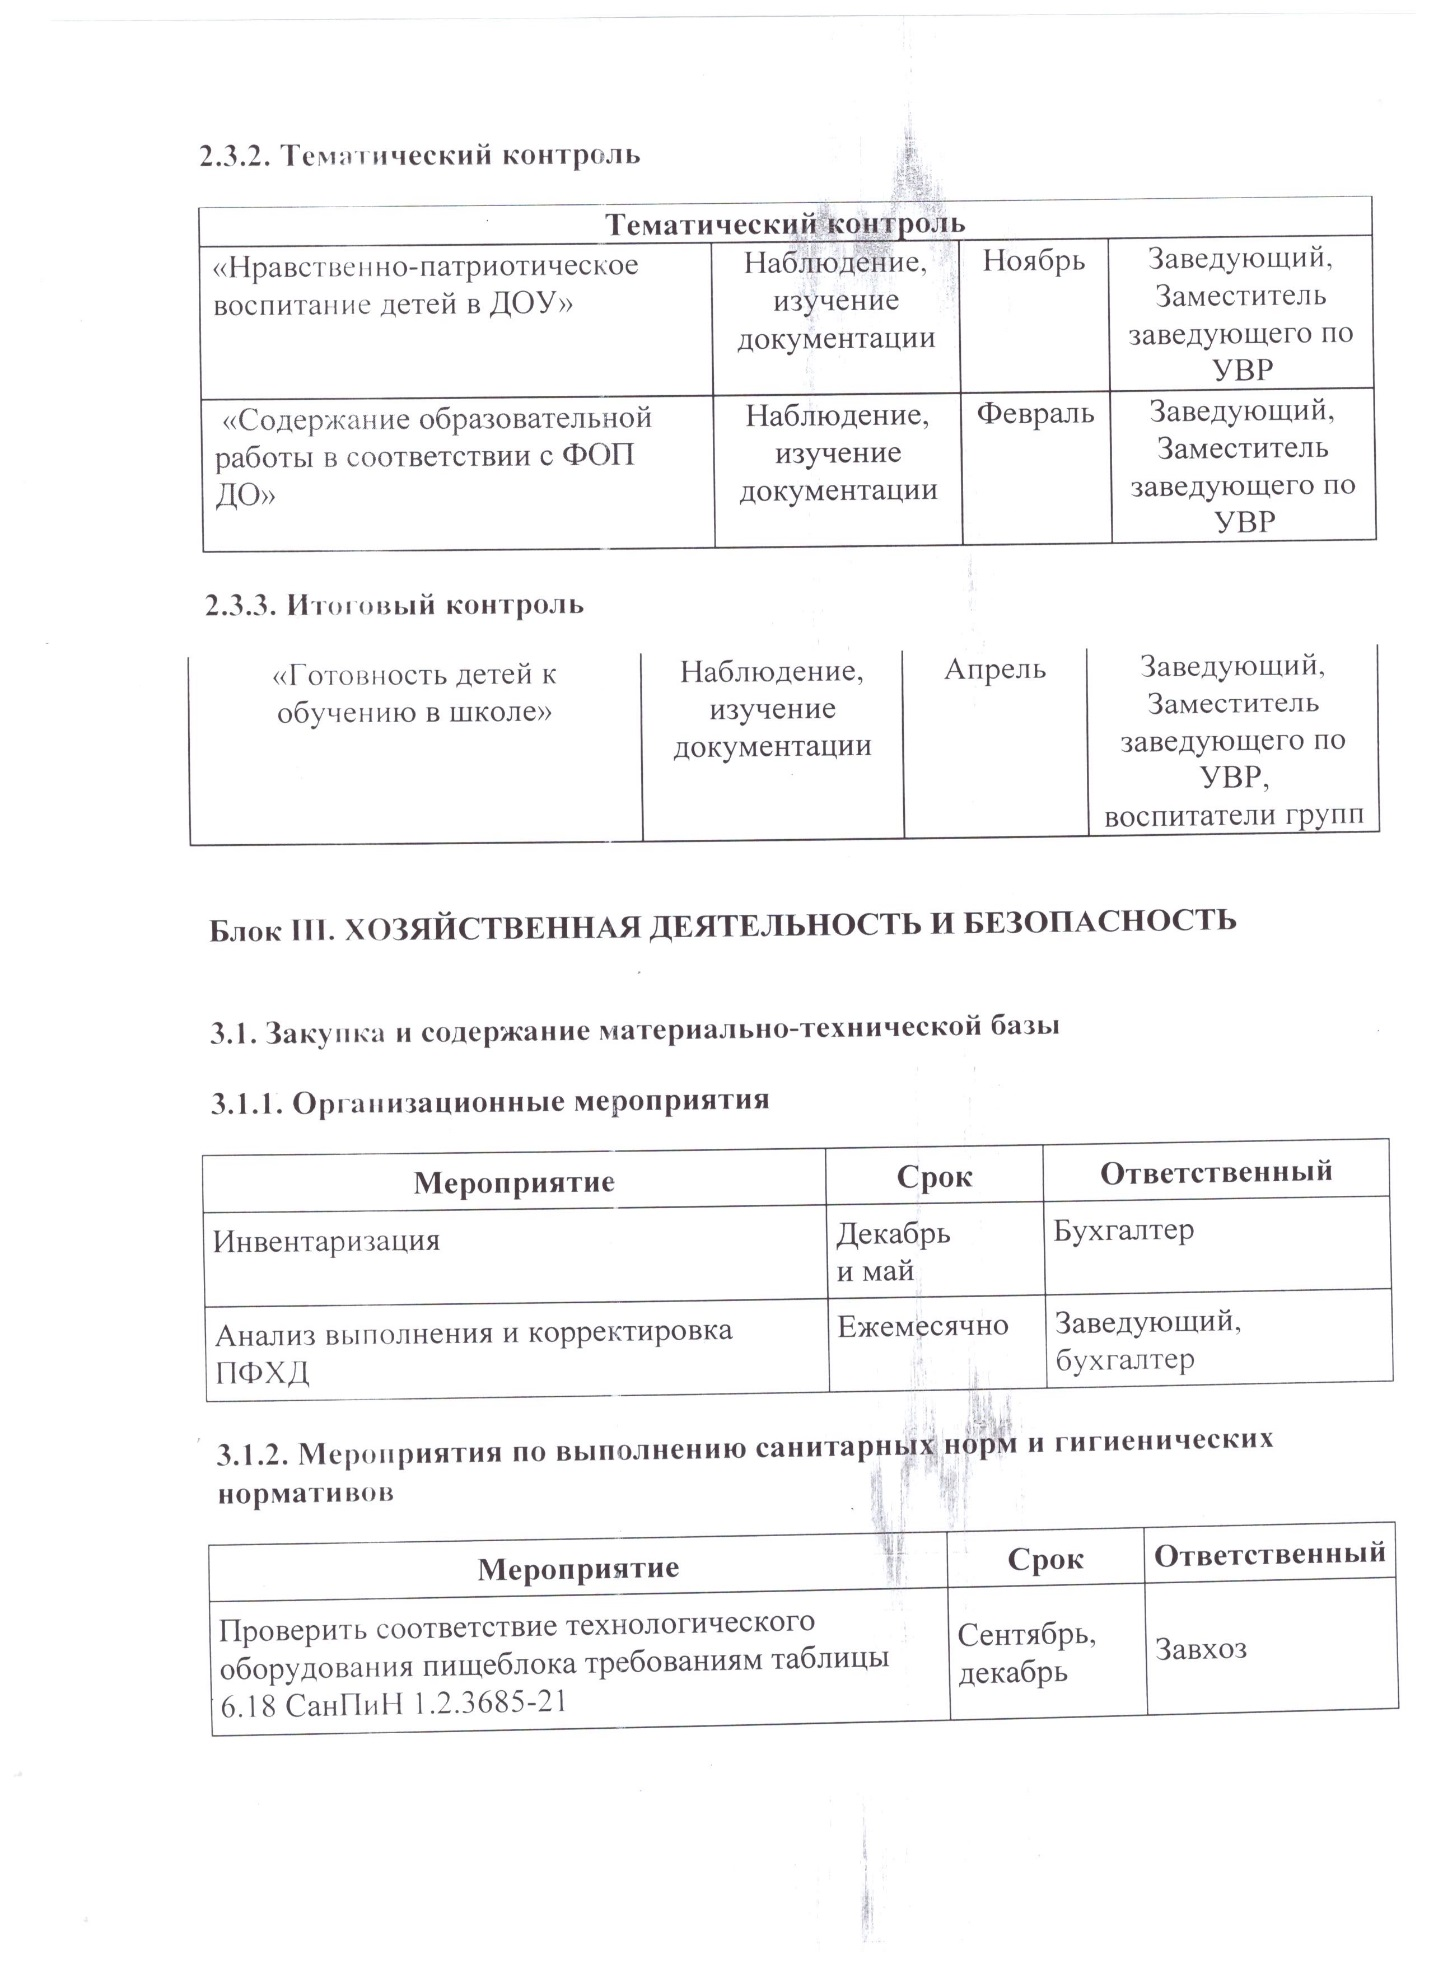 2.3.2. Тематический контроль
Тематический контроль
«Нравственно-патриотическое
воспитание детей в ДОУ»
Наблюдение,
изучение
документации
Ноябрь
Заведующий,
Заместитель
заведующего по
УВР
«Содержание образовательной
работы в соответствии с ФОП
ДО»
Наблюдение,
изучение
документации
Февраль
Заведующий,
Заместитель
заведующего по
УВР
2.3.3. Итоговый контроль
«Готовность детей к
обучению в школе»
Наблюдение,
изучение
документации
Апрель
Заведующий,
Заместитель
заведующего по
УВР,
воспитатели групп
Блок III. ХОЗЯЙСТВЕННАЯ ДЕЯТЕЛЬНОСТЬ И БЕЗОПАСНОСТЬ
3.1. Закупка и содержание материально-технической базы
3.1.1. Организационные мероприятия
Мероприятие
Срок
Ответственный
Инвентаризация
Декабрь
и май
Бухгалтер
Анализ выполнения и корректировка
ПФХД
Ежемесячно
Заведующий,
бухгалтер
3.1.2. Мероприятия по выполнению санитарных норм и гигиенических
нормативов
Мероприятие
Срок
Ответственный
Проверить соответствие технологического
оборудования пищеблока требованиям таблицы
6.18 СанПиН 1.2.3685-21
Сентябрь,
декабрь
Завхоз